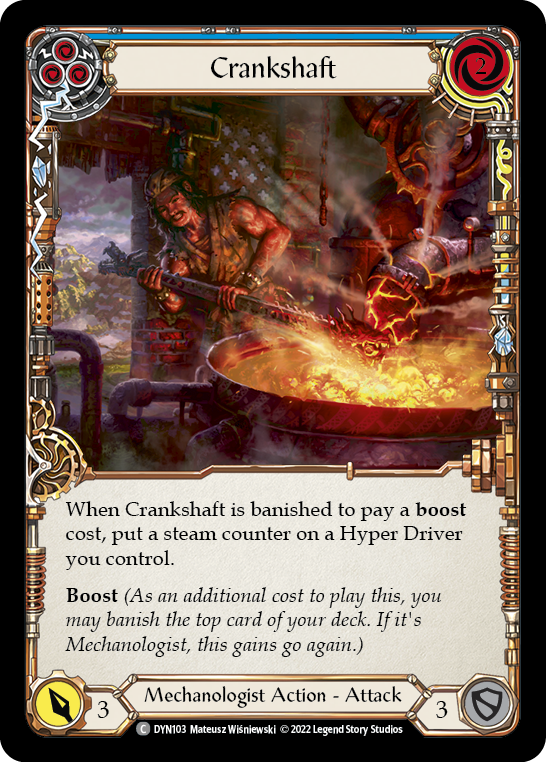 Crankshaft
2
When Crankshaft is banished to pay a boost
cost, put a steam counter on a Hyper Driver
you control.
Boost (As an additional cost to play this, you
may banish the top card of your deck. If it's
Mechanologist, this gains go again.)
3
Mechanologist Action - Attack
3
C DYN103 Mateusz Wiśniewski © 2022 Legend Story Studios